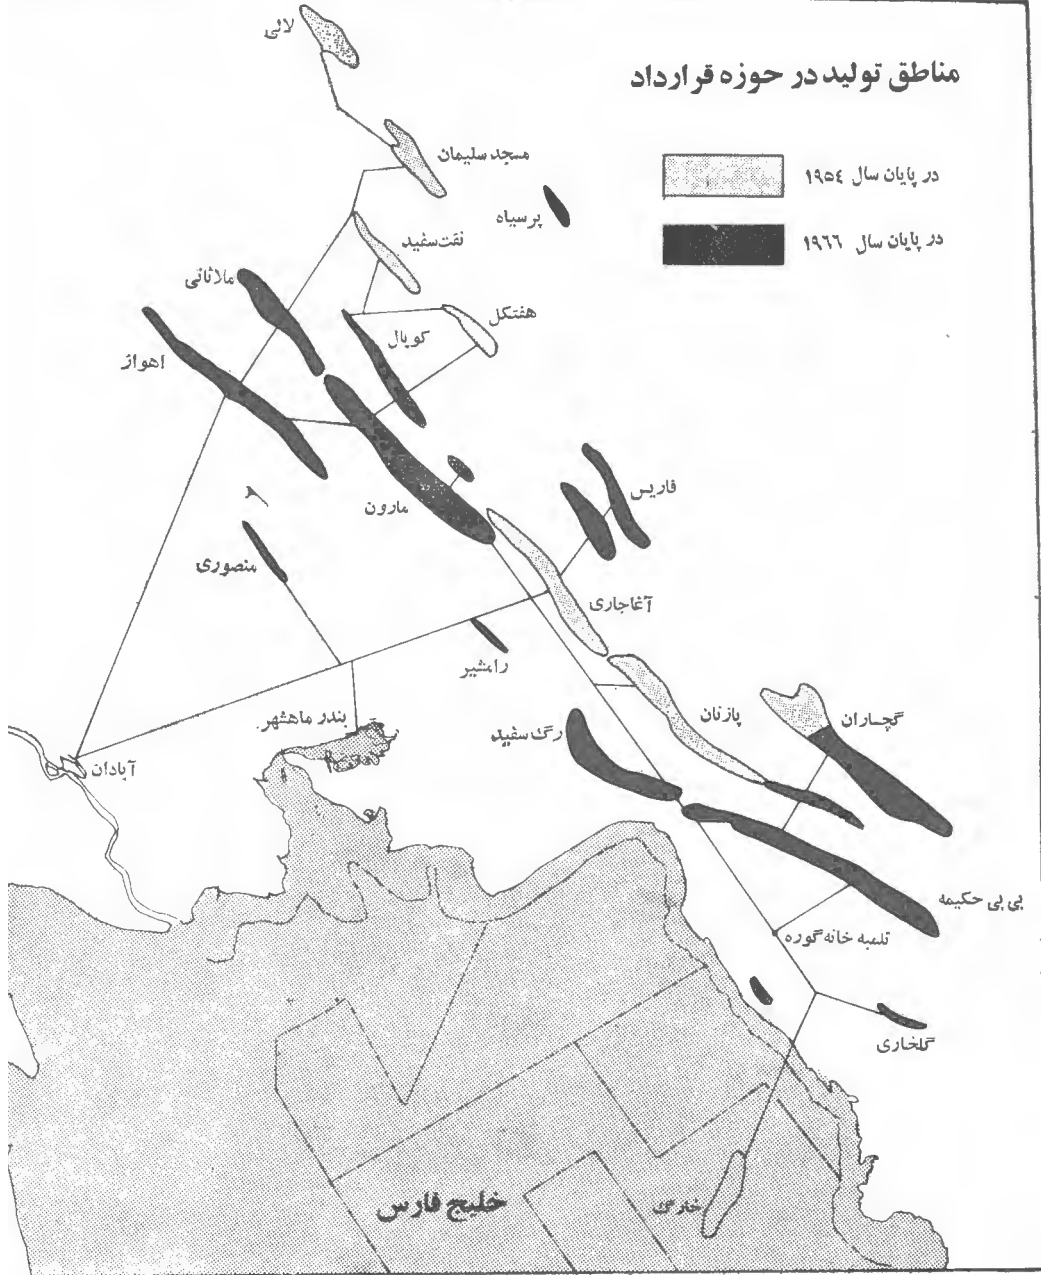 مناطق تولید در حوزه قرارداد
در پایان سال ١٩٥٤
در پایان سال ١٩٦٦
لالی
مسجد سلیمان
پرسیاه
نفت سفید
ملاثانی
هفتکل
کوپال
اهواز
فاریس
مارون
منصوری
آغاجاری
رامشیر
بندر ماهشهر
پازنان
گچساران
رگ سفید
آبادان
بی بی حکیمه
تلمبه خانه گوره
گلخاری
خارگ
خلیج فارس